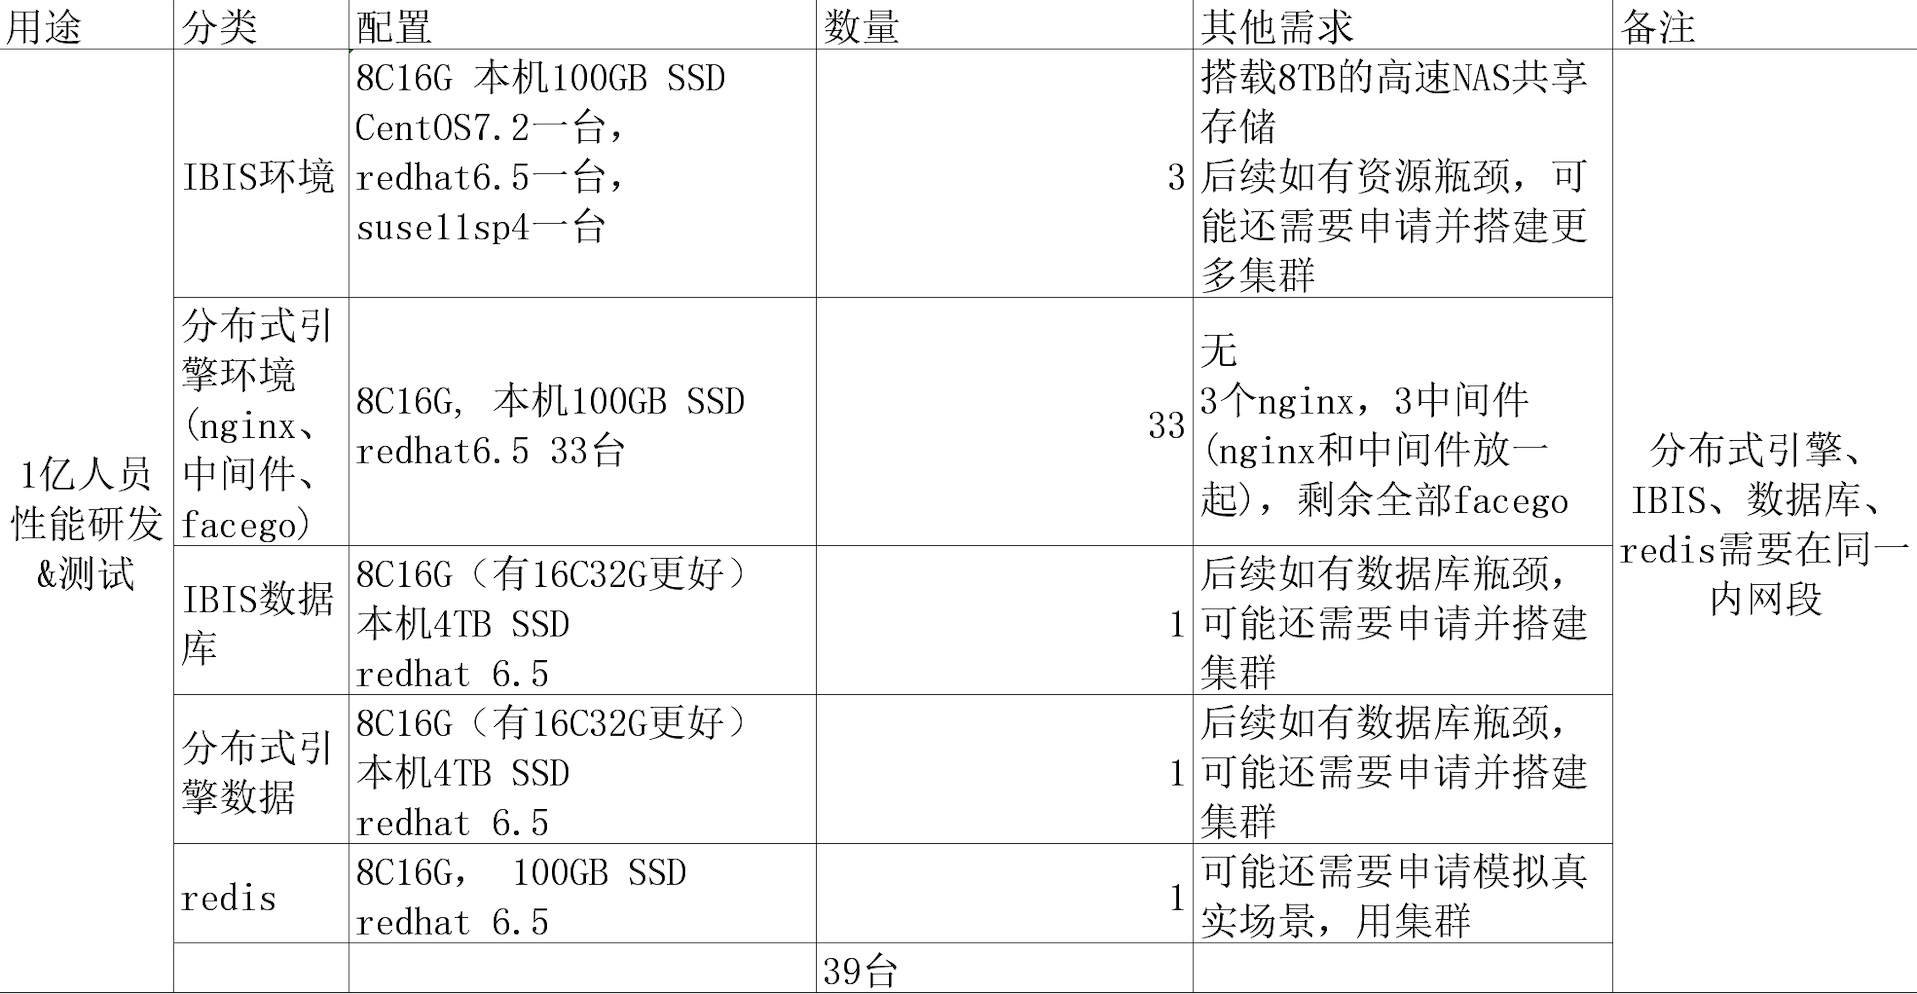 用途
分类
配置
数量
其他需求
备注
1亿人员
性能研发
&测试
IBIS环境
8C16G 本机100GB SSD
CentOS7.2一台，
redhat6.5一台，
suse11sp4一台
3
搭载8TB的高速NAS共享
存储
后续如有资源瓶颈，可
能还需要申请并搭建更
多集群
分布式引
擎环境
(nginx、
中间件、
facego)
8C16G, 本机100GB SSD
redhat6.5 33台
33
无
3个nginx，3中间件
(nginx和中间件放一
起)，剩余全部facego
IBIS数据
库
8C16G（有16C32G更好）
本机4TB SSD
redhat 6.5
1
后续如有数据库瓶颈，
可能还需要申请并搭建
集群
分布式引
擎数据
8C16G（有16C32G更好）
本机4TB SSD
redhat 6.5
1
后续如有数据库瓶颈，
可能还需要申请并搭建
集群
redis
8C16G， 100GB SSD
redhat 6.5
1
可能还需要申请模拟真
实场景，用集群
39台
分布式引擎、
IBIS、数据库、
redis需要在同一
内网段